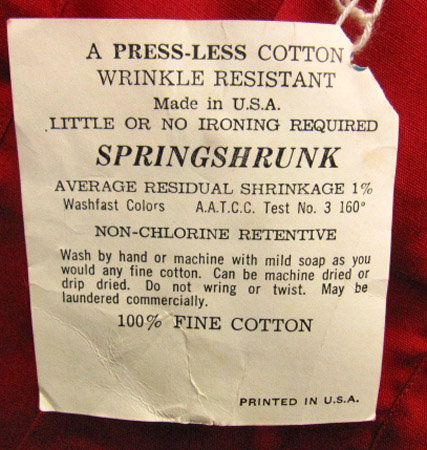 A PRESS-LESS COTTON
WRINKLE RESISTANT
Made in U.S.A.
LITTLE OR NO IRONING REQUIRED
SPRINGSHRUNK
AVERAGE RESIDUAL SHRINKAGE 1%
Washfast Colors A.A.T.C.C. Test No. 3 160°
NON-CHLORINE RETENTIVE
Wash by hand or machine with mild soap as you
would any fine cotton. Can be machine dried or
drip dried. Do not wring or twist. May be
laundered commercially.
100% FINE COTTON
PRINTED IN U.S.A.